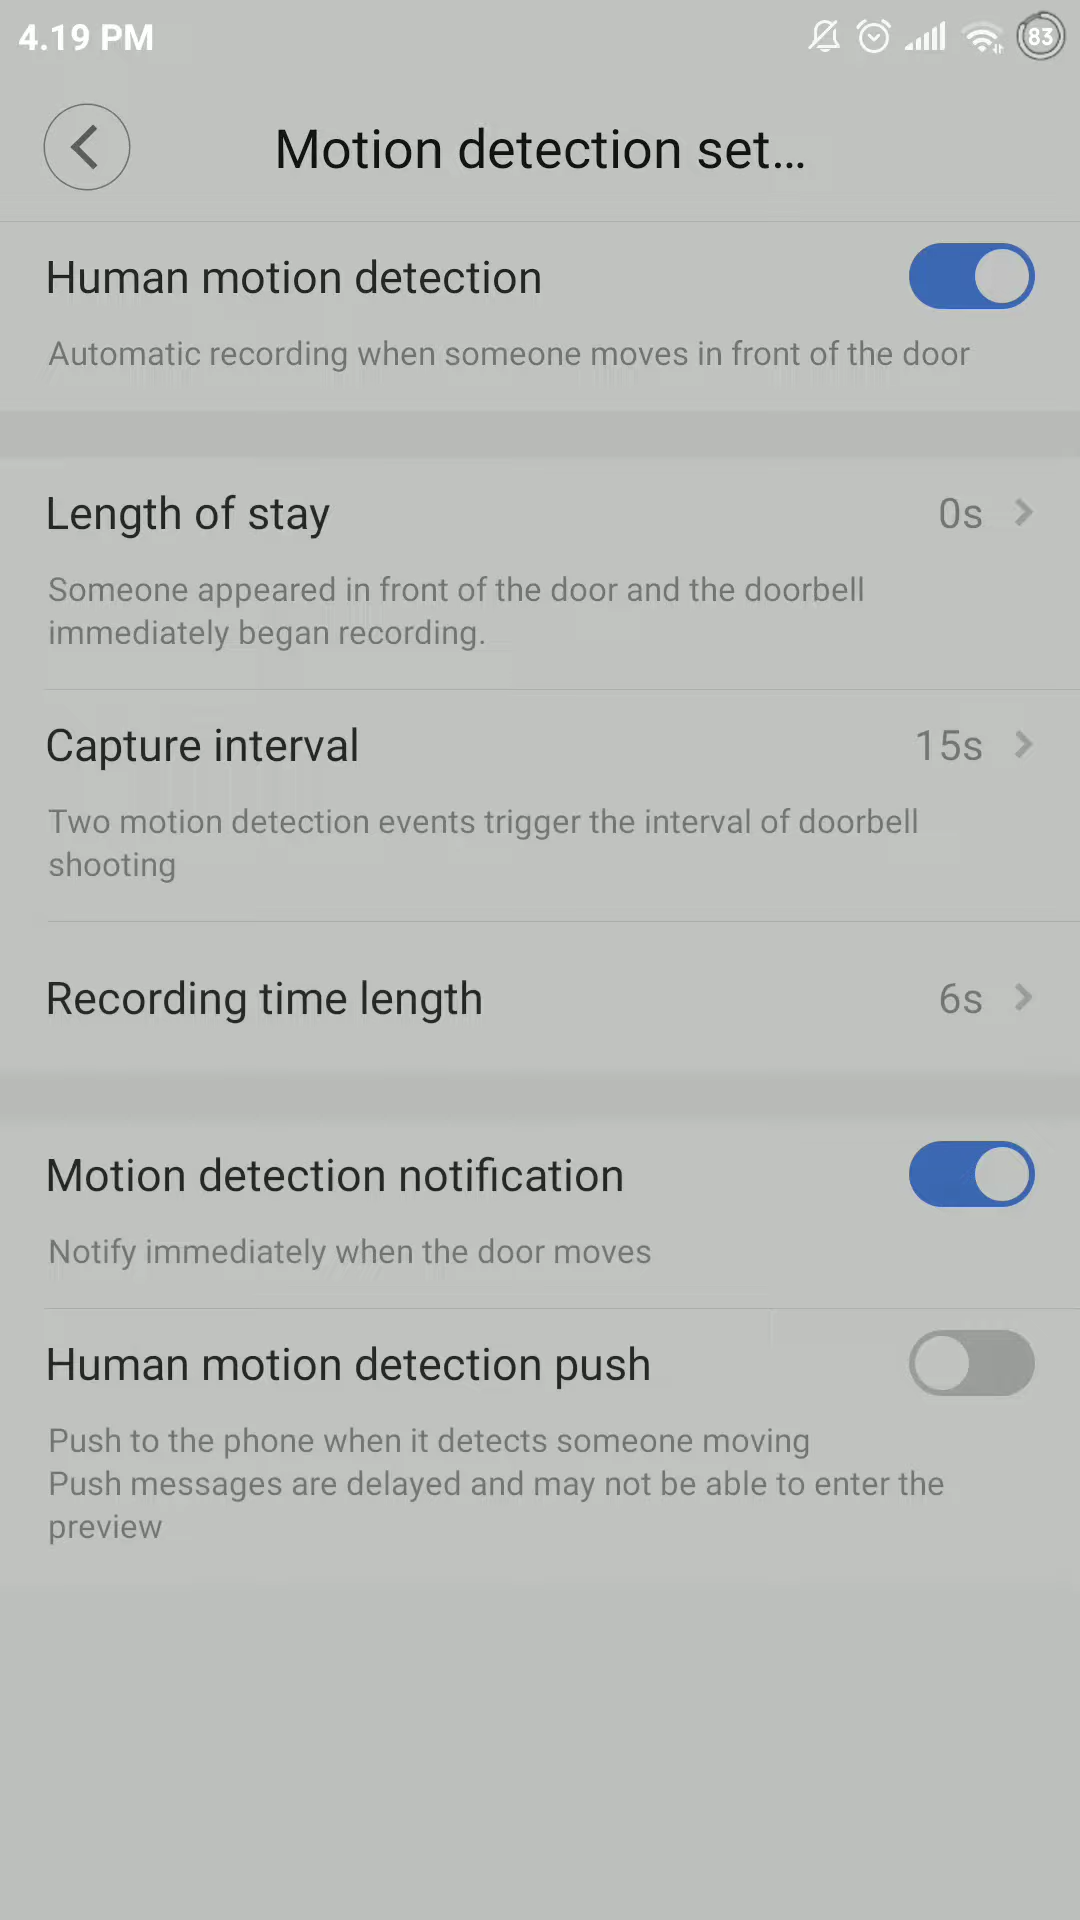 4.19 PM
83
Motion detection set...
Human motion detection
Automatic recording when someone moves in front of the door
Length of stay
0s
Someone appeared in front of the door and the doorbell
immediately began recording.
Capture interval
15s
Two motion detection events trigger the interval of doorbell
shooting
Recording time length
6s
Motion detection notification
Notify immediately when the door moves
Human motion detection push
Push to the phone when it detects someone moving
Push messages are delayed and may not be able to enter the
preview